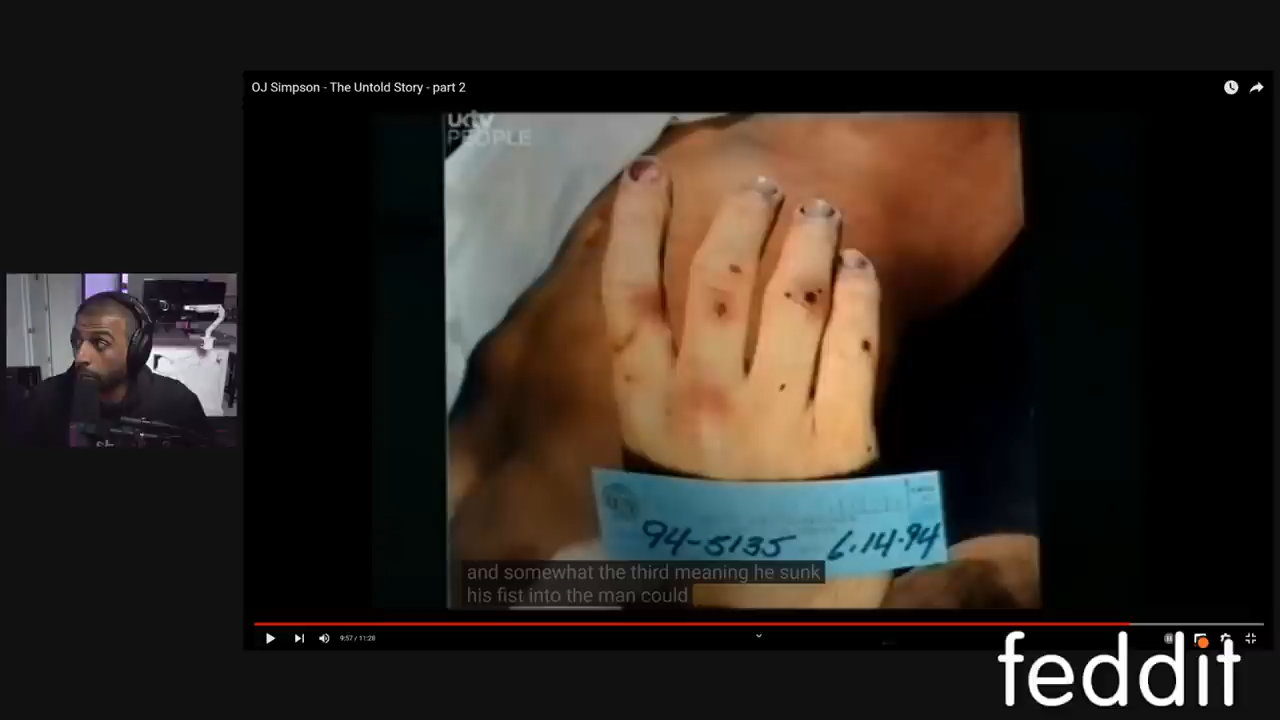 OJ Simpson - The Untold Story - part 2
uktv
PEOPLE
94-5135 6.14.94
and somewhat the third meaning he sunk
his fist into the man could
9:57 / 11:28
feddit